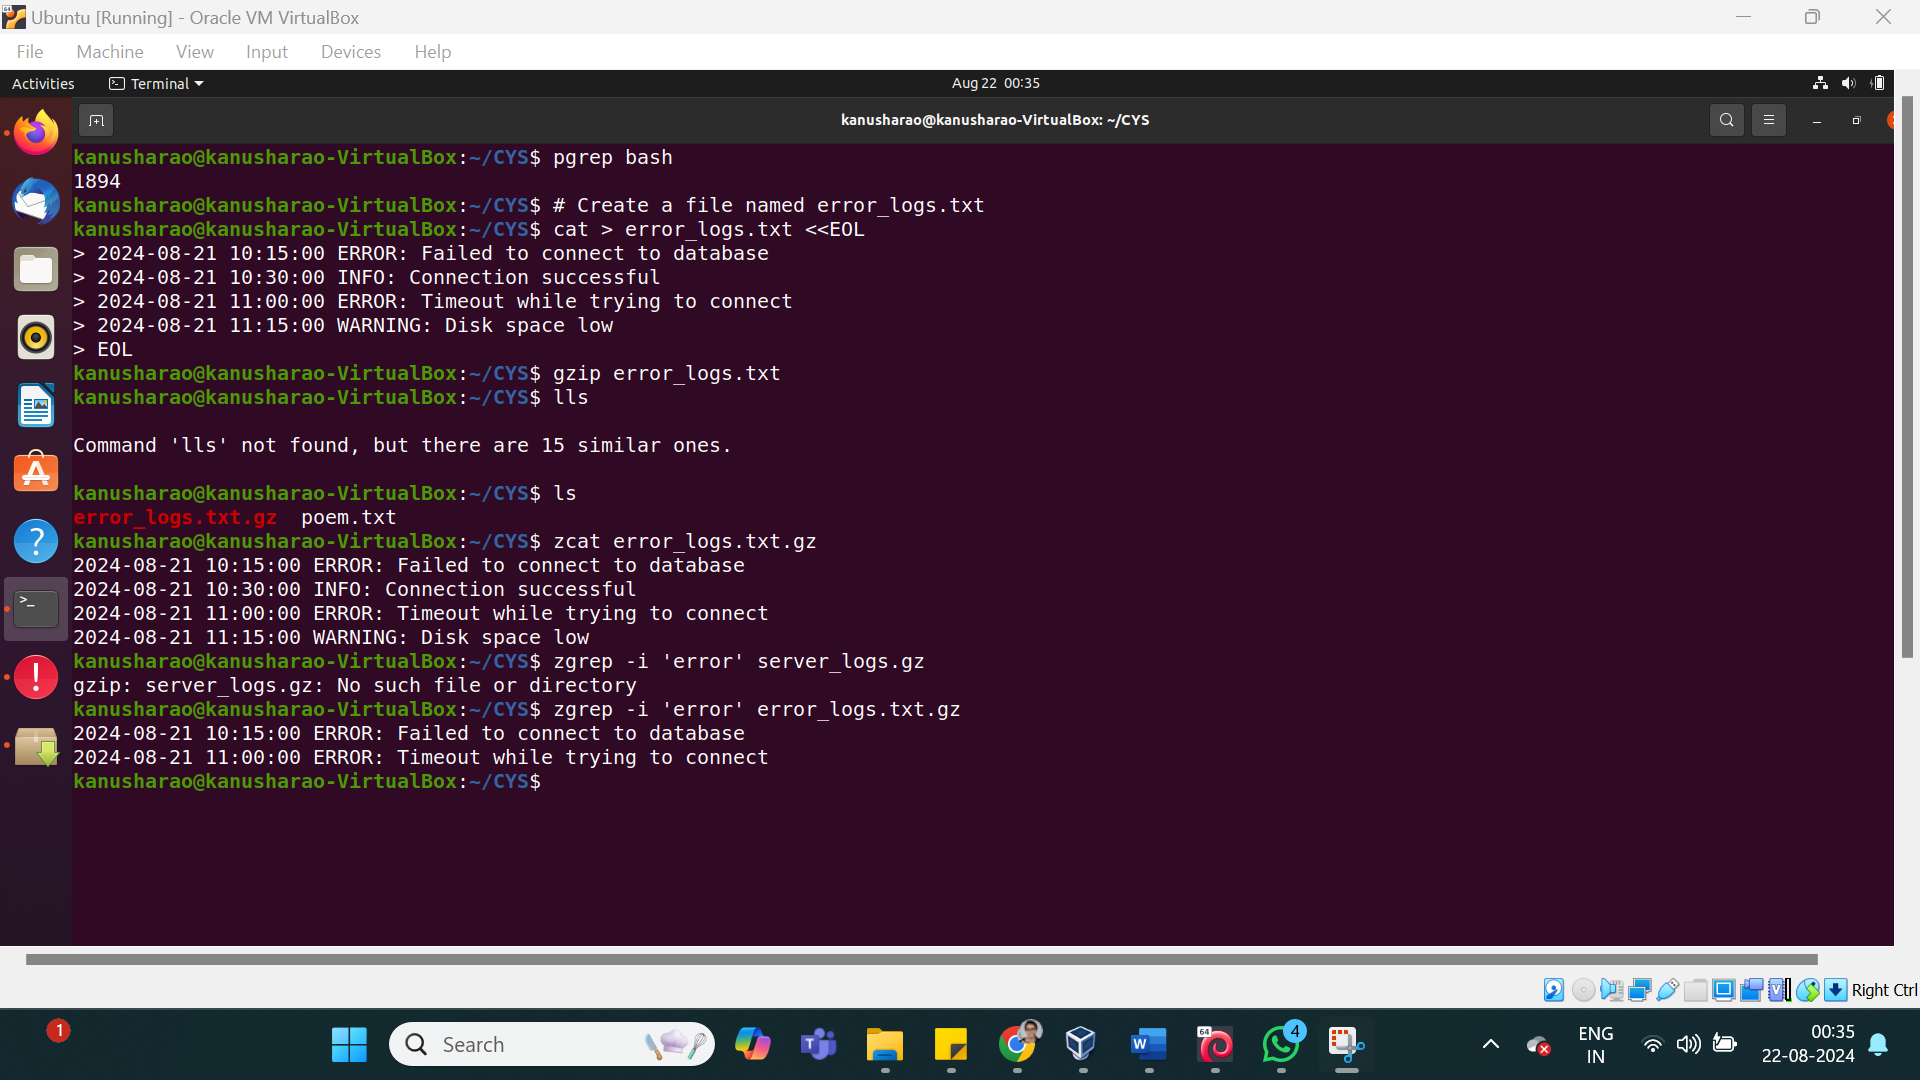 Ubuntu [Running] - Oracle VM VirtualBox
File Machine View Input Devices Help
Activities Terminal Aug 22 00:35
kanusharao@kanusharao-VirtualBox: ~/CYS
kanusharao@kanusharao-VirtualBox:~/CYS$ pgrep bash
1894
kanusharao@kanusharao-VirtualBox:~/CYS$ # Create a file named error_logs.txt
kanusharao@kanusharao-VirtualBox:~/CYS$ cat > error_logs.txt <<EOL
> 2024-08-21 10:15:00 ERROR: Failed to connect to database
> 2024-08-21 10:30:00 INFO: Connection successful
> 2024-08-21 11:00:00 ERROR: Timeout while trying to connect
> 2024-08-21 11:15:00 WARNING: Disk space low
> EOL
kanusharao@kanusharao-VirtualBox:~/CYS$ gzip error_logs.txt
kanusharao@kanusharao-VirtualBox:~/CYS$ lls
Command 'lls' not found, but there are 15 similar ones.
kanusharao@kanusharao-VirtualBox:~/CYS$ ls
error_logs.txt.gz poem.txt
kanusharao@kanusharao-VirtualBox:~/CYS$ zcat error_logs.txt.gz
2024-08-21 10:15:00 ERROR: Failed to connect to database
2024-08-21 10:30:00 INFO: Connection successful
2024-08-21 11:00:00 ERROR: Timeout while trying to connect
2024-08-21 11:15:00 WARNING: Disk space low
kanusharao@kanusharao-VirtualBox:~/CYS$ zgrep -i 'error' server_logs.gz
gzip: server_logs.gz: No such file or directory
kanusharao@kanusharao-VirtualBox:~/CYS$ zgrep -i 'error' error_logs.txt.gz
2024-08-21 10:15:00 ERROR: Failed to connect to database
2024-08-21 11:00:00 ERROR: Timeout while trying to connect
kanusharao@kanusharao-VirtualBox:~/CYS$
Right Ctrl
1
Search
64
4
ENG
IN
00:35
22-08-2024